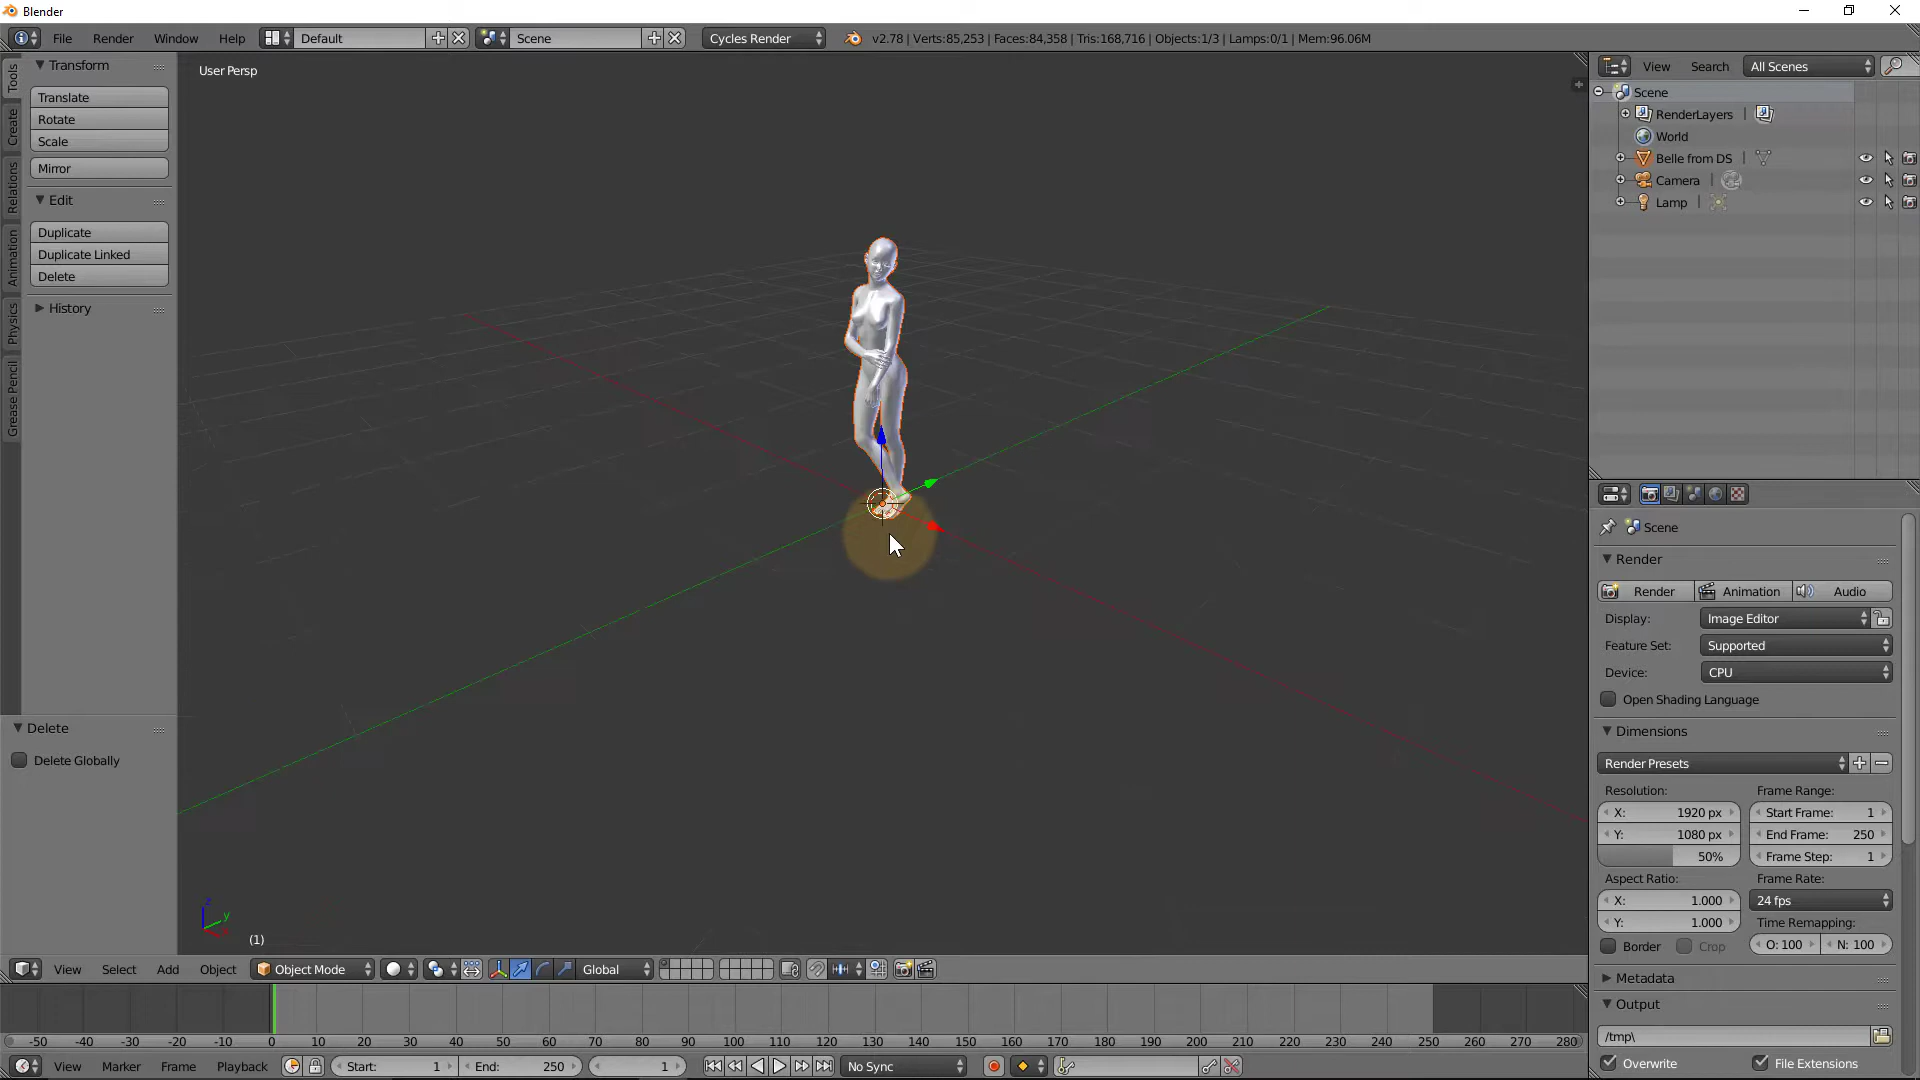 Blender
File Render Window Help Default Scene Cycles Render v2.78 | Verts:85,253 | Faces:84,358 | Tris:168,716 | Objects:1/3 | Lamps:0/1 | Mem:96.06M
Tools
Create
Relations
Animation
Physics
Grease Pencil
Transform
Translate
Rotate
Scale
Mirror
Edit
Duplicate
Duplicate Linked
Delete
History
Delete
Delete Globally
User Persp
z
y
(1)
View Select Add Object Object Mode Global
View Search All Scenes
Scene
RenderLayers |
World
Belle from DS |
Camera |
Lamp |
Scene
Render
Render Animation Audio
Display: Image Editor
Feature Set: Supported
Device: CPU
Open Shading Language
Dimensions
Render Presets
Resolution: Frame Range:
X: 1920 px Start Frame: 1
Y: 1080 px End Frame: 250
50% Frame Step: 1
Aspect Ratio: Frame Rate:
X: 1.000 24 fps
Y: 1.000 Time Remapping:
Border Crop O: 100 N: 100
Metadata
Output
/tmp\
Overwrite File Extensions
-50 -40 -30 -20 -10 0 10 20 30 40 50 60 70 80 90 100 110 120 130 140 150 160 170 180 190 200 210 220 230 240 250 260 270 280
View Marker Frame Playback Start: 1 End: 250 1 No Sync